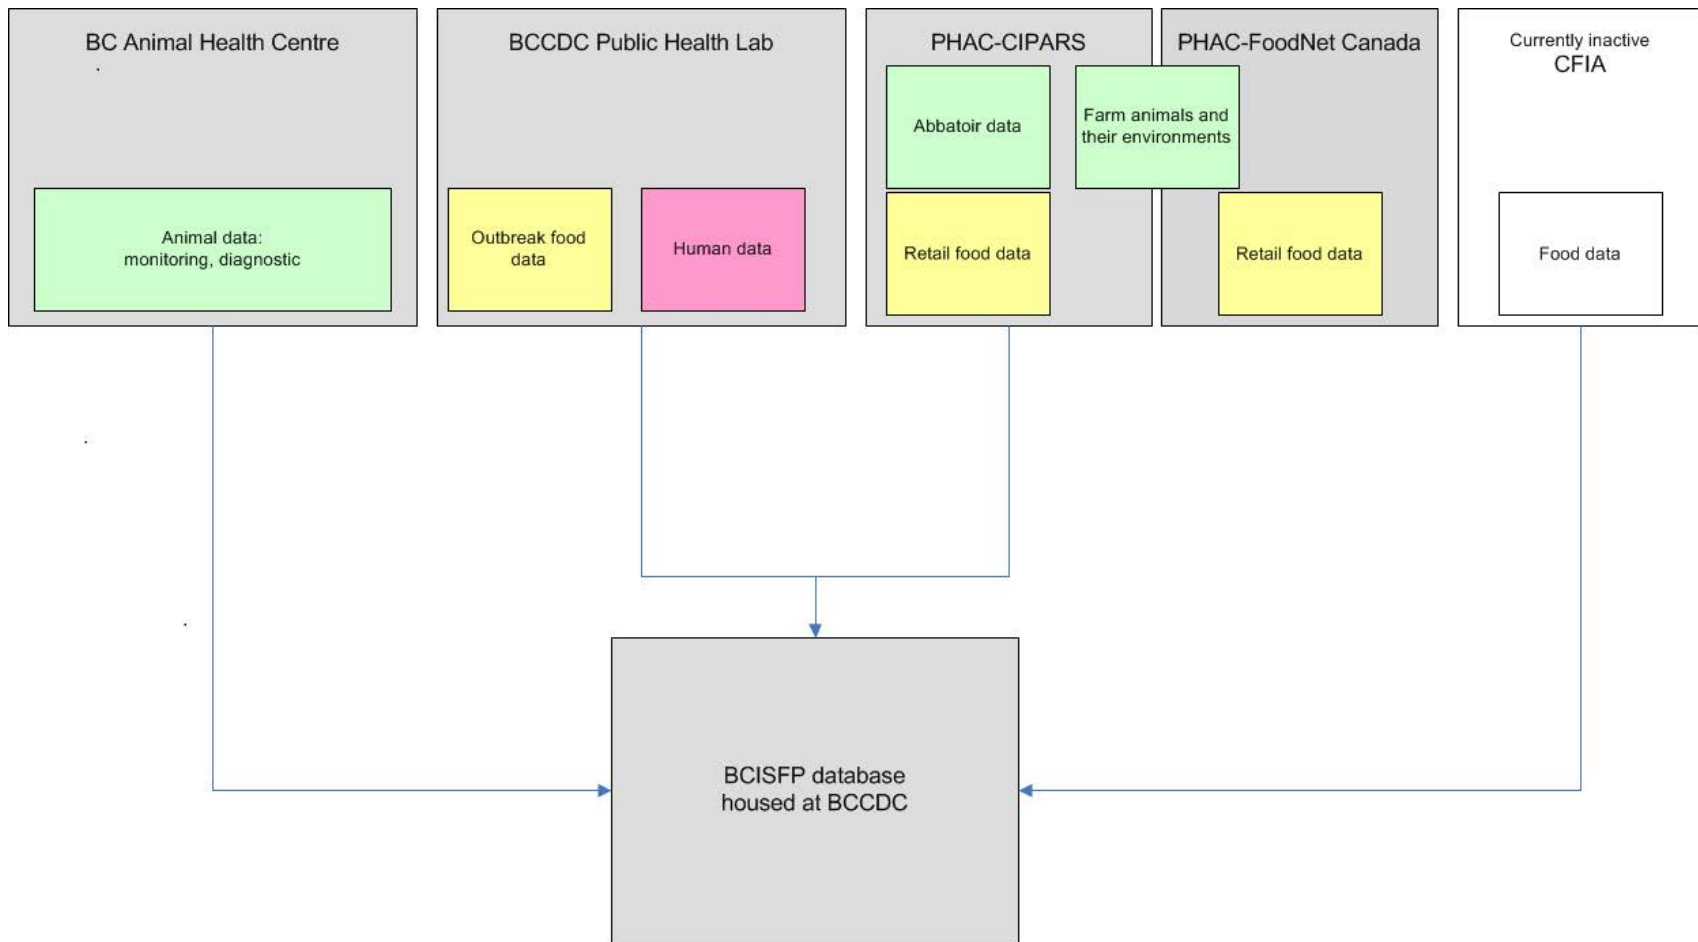 BC Animal Health Centre
Animal data:
monitoring, diagnostic
BCCDC Public Health Lab
Outbreak food
data
Human data
PHAC-CIPARS
Abbatoir data
Farm animals and
their environments
Retail food data
PHAC-FoodNet Canada
Retail food data
Currently inactive
CFIA
Food data
BCISFP database
housed at BCCDC